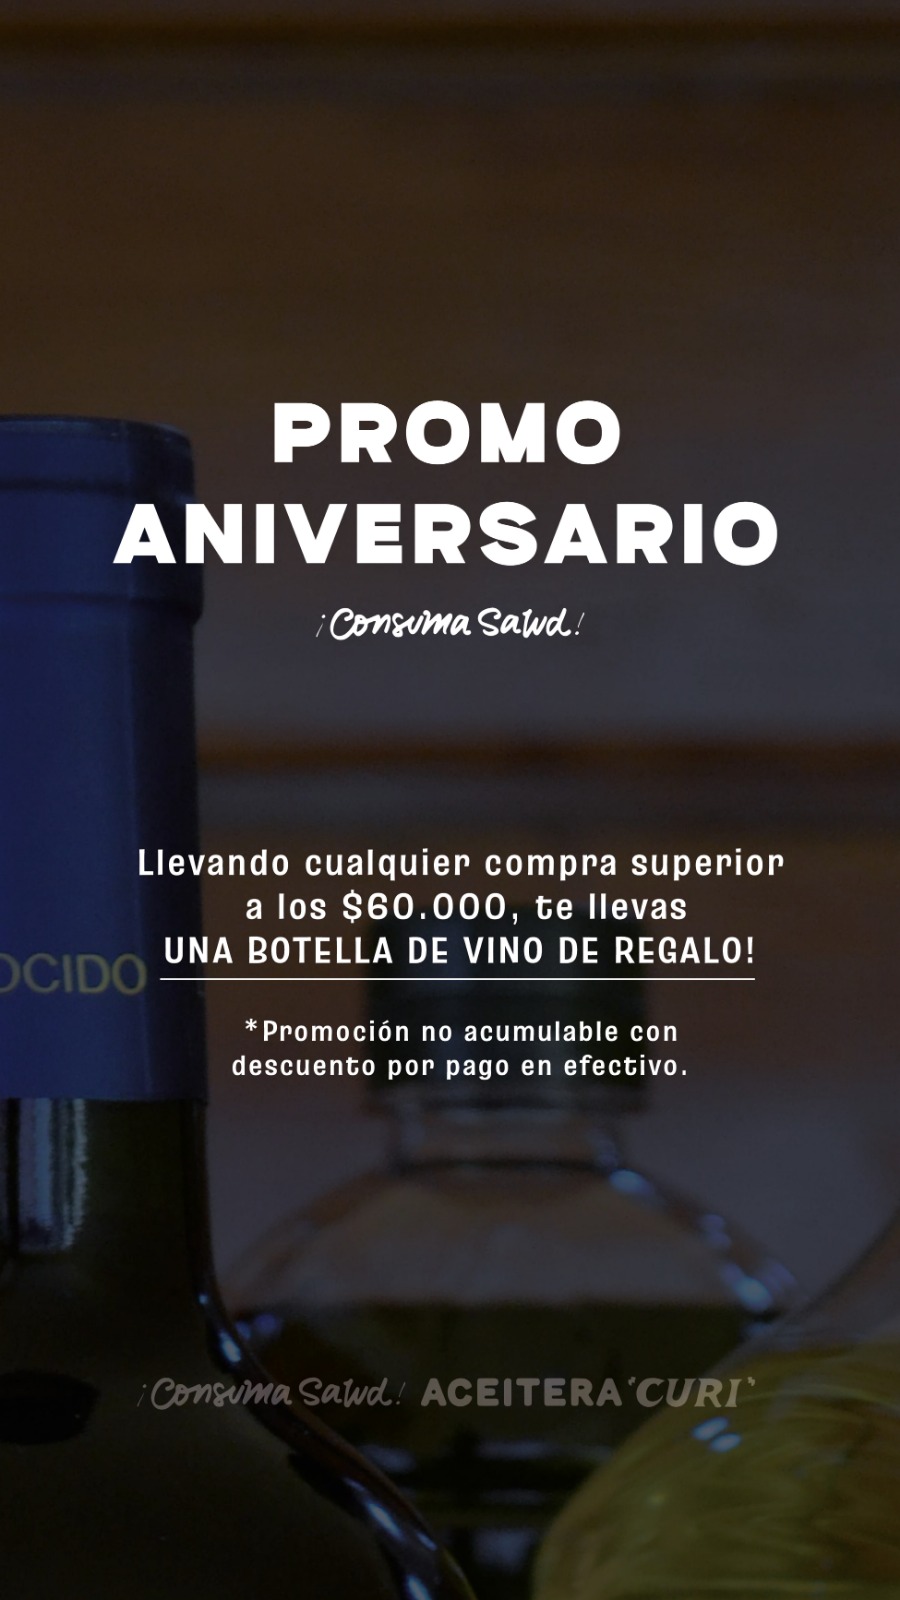 PROMO
ANIVERSARIO
¡Consuma Salud!
Llevando cualquier compra superior
a los $60.000, te llevas
UNA BOTELLA DE VINO DE REGALO!
OCIDO
*Promoción no acumulable con
descuento por pago en efectivo.
¡Consuma Salud! ACEITERA 'CURI'